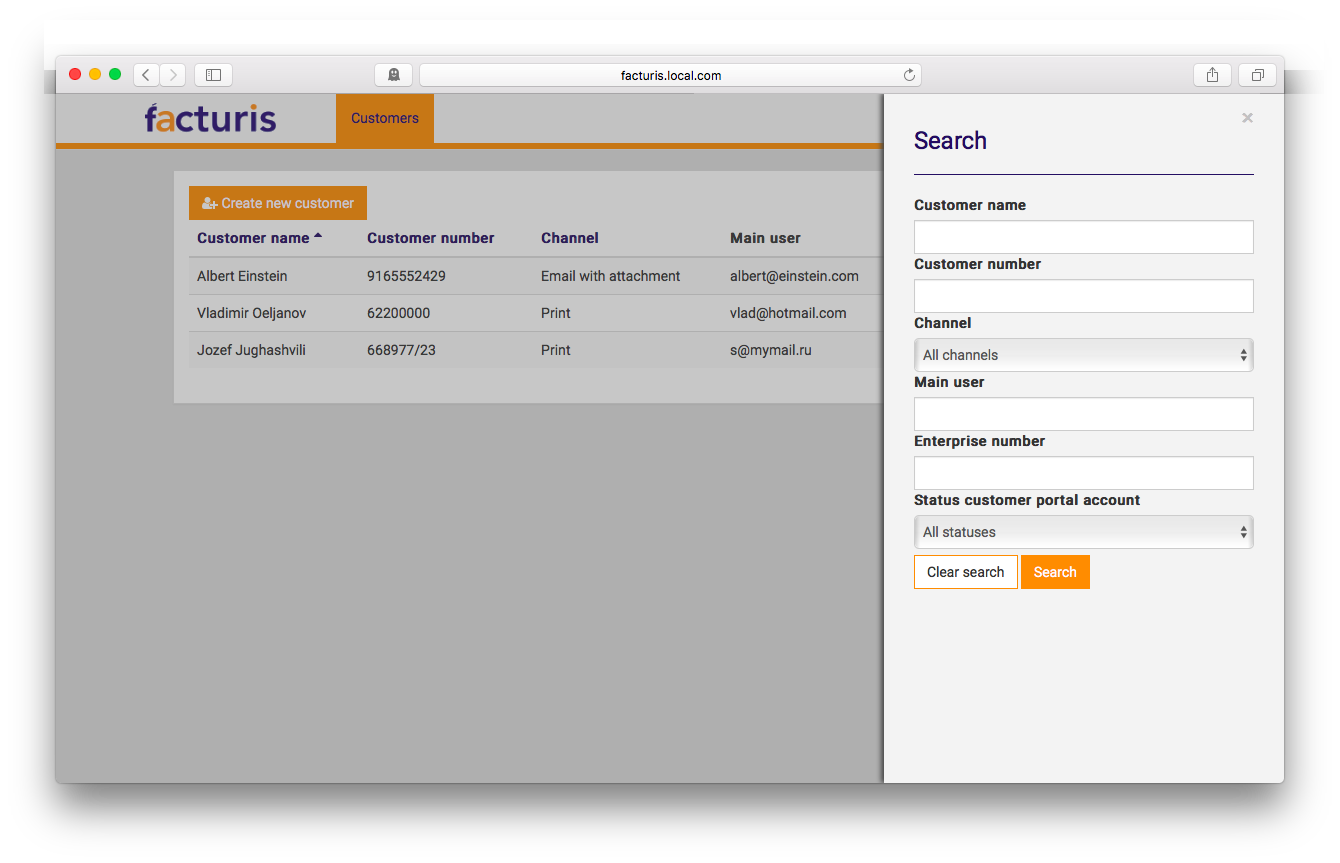 facturis.local.com
facturis
Customers
Create new customer
Customer name Customer number Channel Main user
Albert Einstein 9165552429 Email with attachment albert@einstein.com
Vladimir Oeljanov 62200000 Print vlad@hotmail.com
Jozef Jughashvili 668977/23 Print s@mymail.ru
×
Search
Customer name
Customer number
Channel
All channels
Main user
Enterprise number
Status customer portal account
All statuses
Clear search Search